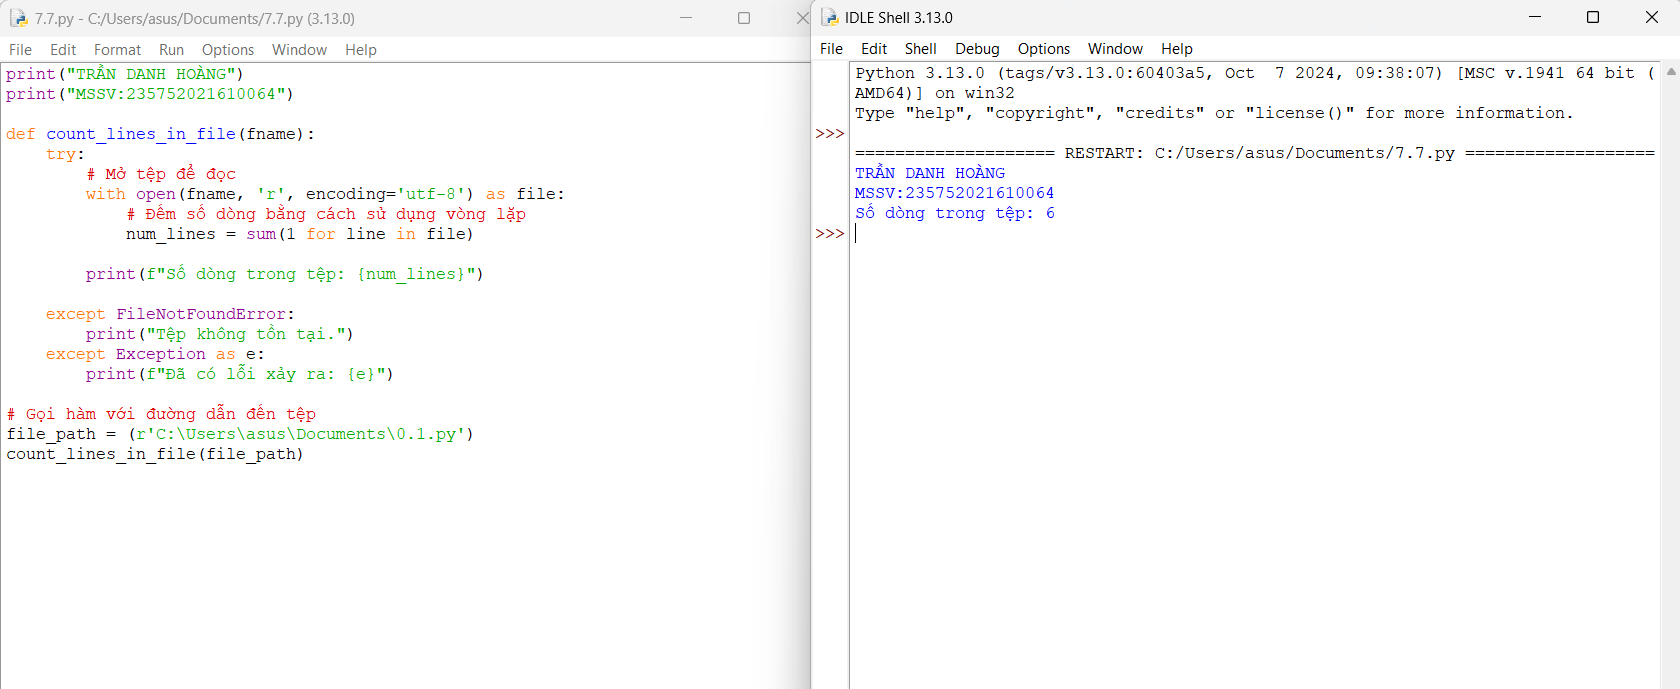 7.7.py - C:/Users/asus/Documents/7.7.py (3.13.0)
File Edit Format Run Options Window Help
print("TRẦN DANH HOÀNG")
print("MSSV:235752021610064")
def count_lines_in_file(fname):
    try:
        # Mở tệp để đọc
        with open(fname, 'r', encoding='utf-8') as file:
            # Đếm số dòng bằng cách sử dụng vòng lặp
            num_lines = sum(1 for line in file)
        print(f"Số dòng trong tệp: {num_lines}")
    except FileNotFoundError:
        print("Tệp không tồn tại.")
    except Exception as e:
        print(f"Đã có lỗi xảy ra: {e}")
# Gọi hàm với đường dẫn đến tệp
file_path = (r'C:\Users\asus\Documents\0.1.py')
count_lines_in_file(file_path)
IDLE Shell 3.13.0
File Edit Shell Debug Options Window Help
Python 3.13.0 (tags/v3.13.0:60403a5, Oct  7 2024, 09:38:07) [MSC v.1941 64 bit (
AMD64)] on win32
Type "help", "copyright", "credits" or "license()" for more information.
>>>
==================== RESTART: C:/Users/asus/Documents/7.7.py ===================
TRẦN DANH HOÀNG
MSSV:235752021610064
Số dòng trong tệp: 6
>>>